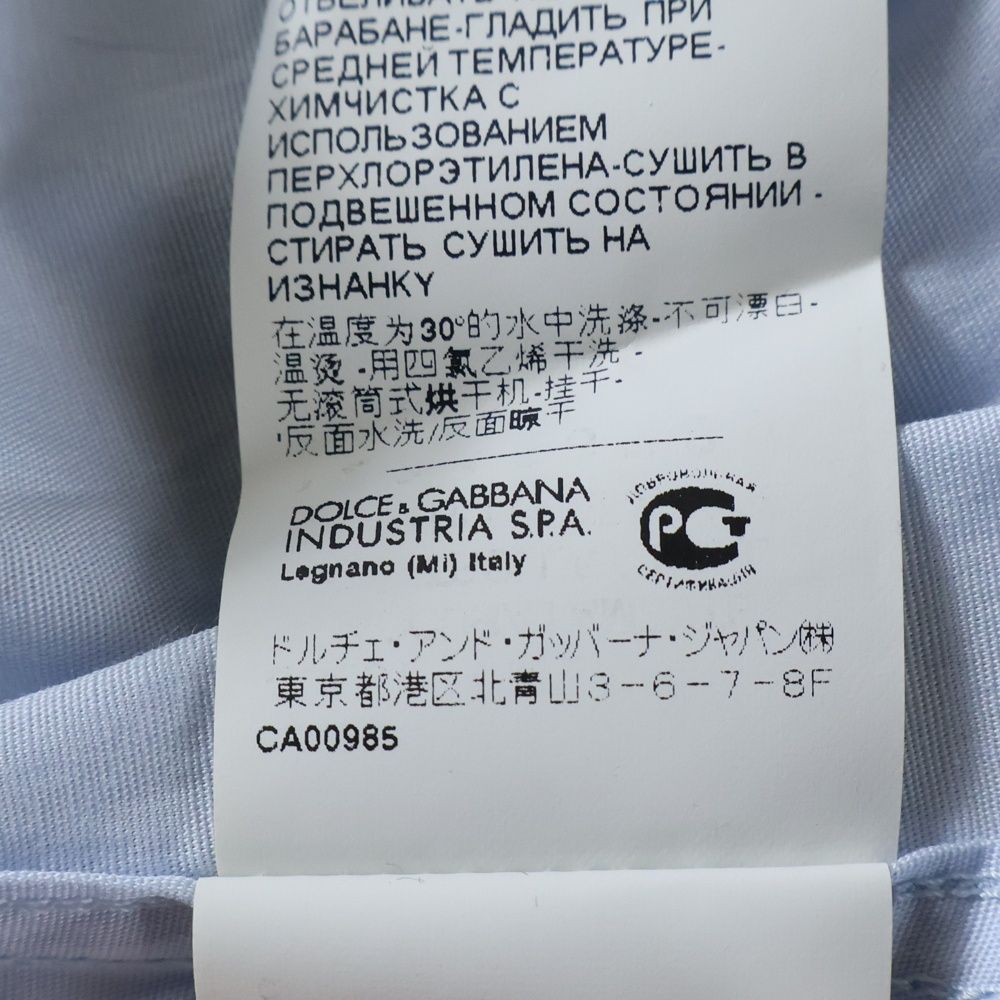 ОТБЕЛИВАТЬ
БАРАБАНЕ-ГЛАДИТЬ ПРИ
СРЕДНЕЙ ТЕМПЕРАТУРЕ-
ХИМЧИСТКА С
ИСПОЛЬЗОВАНИЕМ
ПЕРХЛОРЭТИЛЕНА-СУШИТЬ В
ПОДВЕШЕННОМ СОСТОЯНИИ -
СТИРАТЬ СУШИТЬ НА
ИЗНАНКУ
在温度为30°的水中洗涤-不可漂白-
温烫 -用四氯乙烯干洗 -
无滚筒式烘干机-挂干-
'反面水洗/反面晾干
DOLCE & GABBANA
INDUSTRIA S.P.A.
Legnano (Mi) Italy
ДОБРОВОЛЬНАЯ
РСТ
СЕРТИФИКАЦИЯ
ドルチェ・アンド・ガッバーナ・ジャパン㈱
東京都港区北青山3-6-7-8F
CA00985